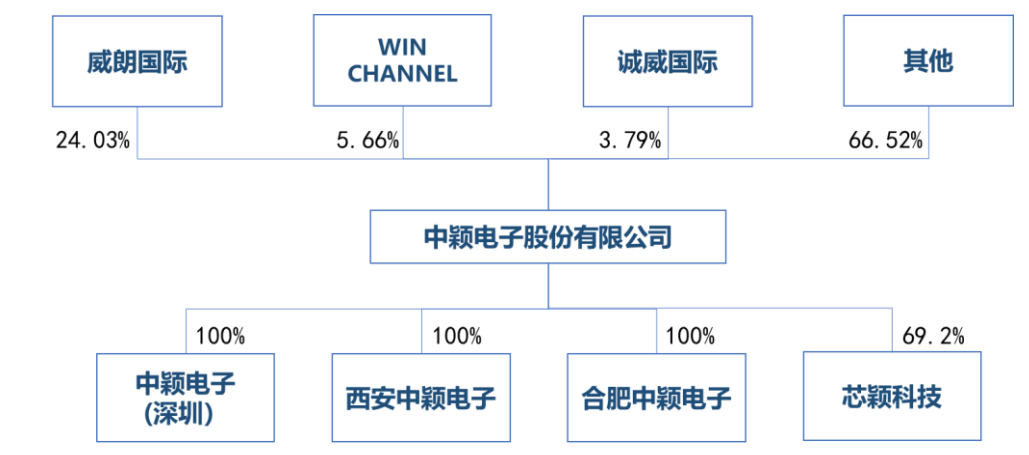 威朗国际
WIN
CHANNEL
诚威国际
其他
24.03%
5.66%
3.79%
66.52%
中颖电子股份有限公司
100%
100%
100%
69.2%
中颖电子
(深圳)
西安中颖电子
合肥中颖电子
芯颖科技